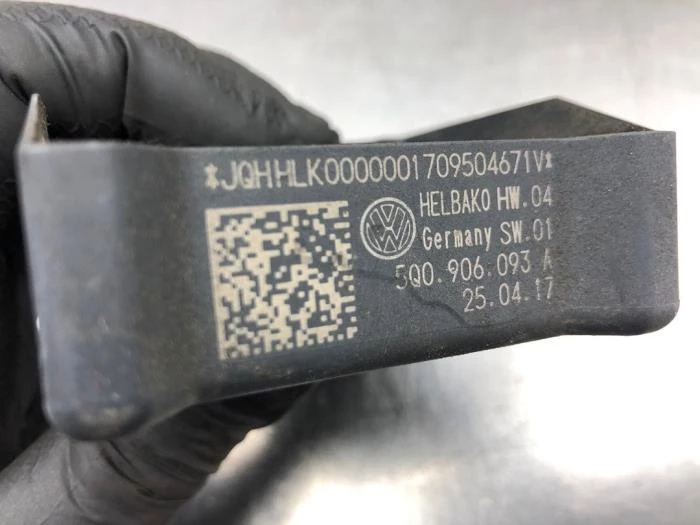 *JQHHLK0000001709504671V*
HELBAKO HW.04
Germany SW.01
5Q0.906.093 A
25.04.17